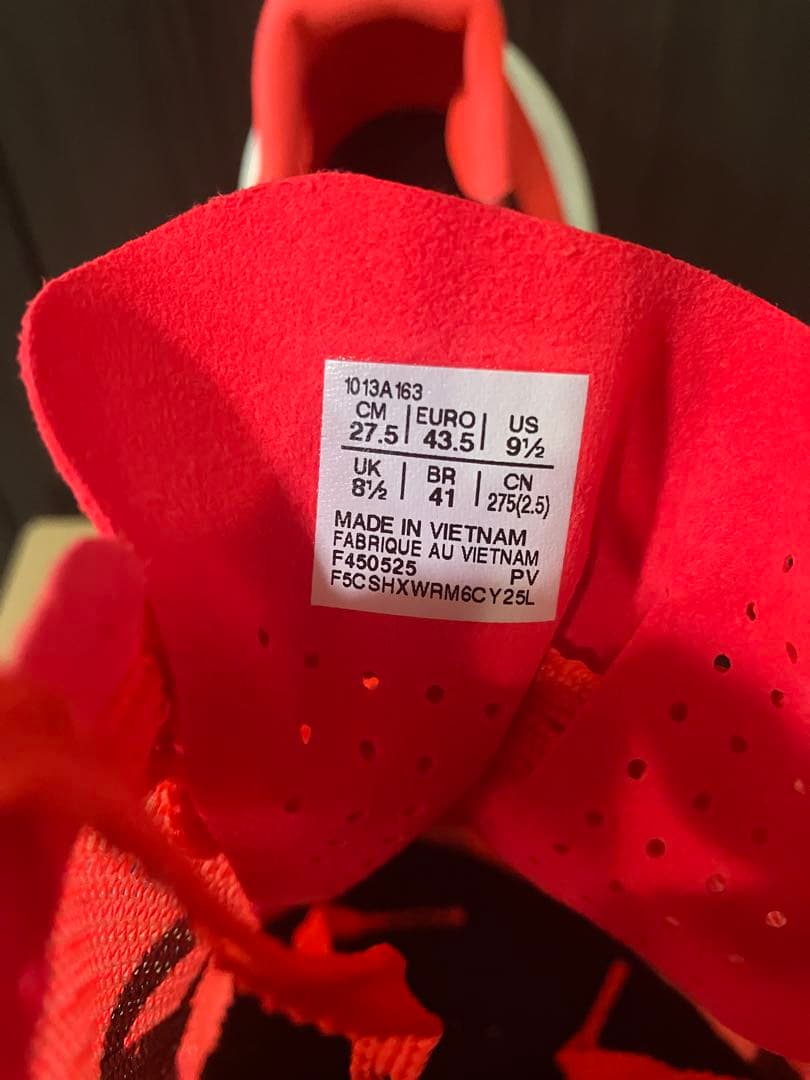 1013A163
CM | EURO | US
27.5 | 43.5 | 9½
UK | BR | CN
8½ | 41 | 275(2.5)
MADE IN VIETNAM
FABRIQUE AU VIETNAM
F450525 PV
F5CSHXWRM6CY25L